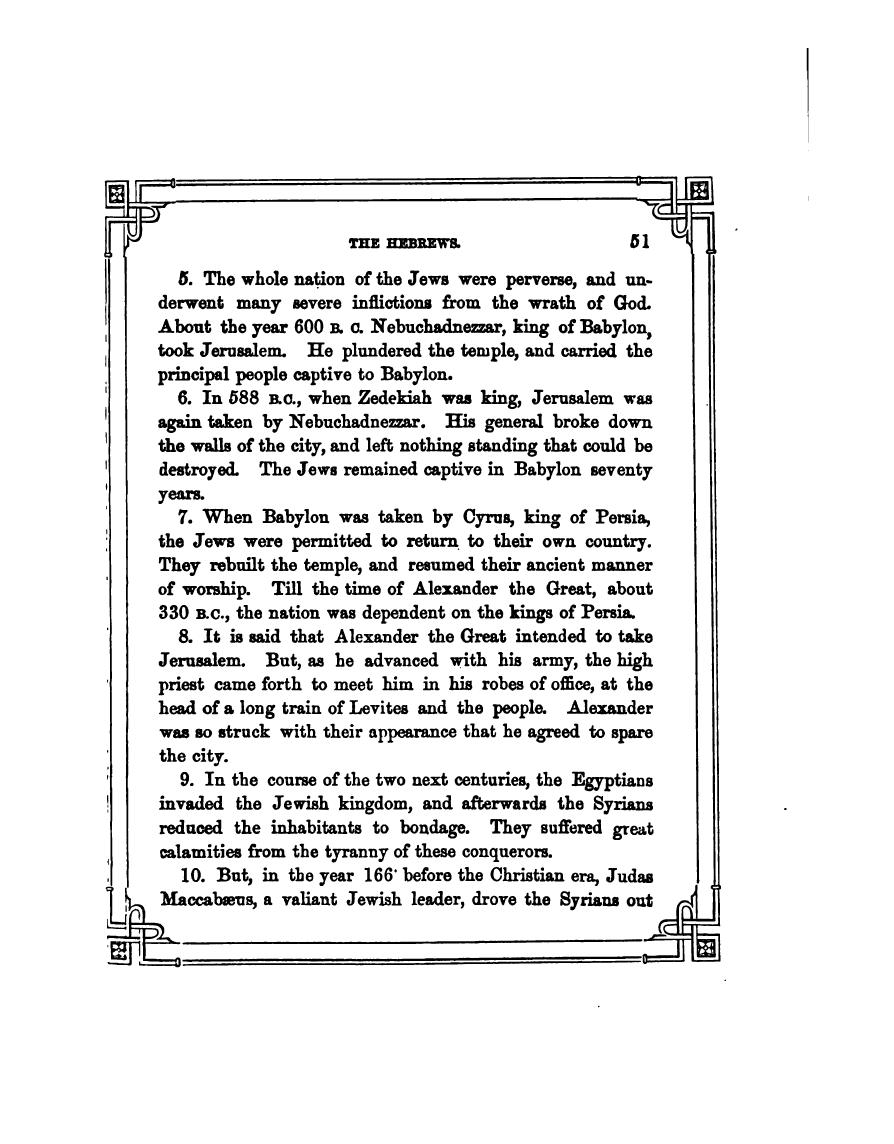 THE HEBREWS. 51
5. The whole nation of the Jews were perverse, and un-
derwent many severe inflictions from the wrath of God.
About the year 600 B. C. Nebuchadnezzar, king of Babylon,
took Jerusalem. He plundered the temple, and carried the
principal people captive to Babylon.
6. In 588 B.C., when Zedekiah was king, Jerusalem was
again taken by Nebuchadnezzar. His general broke down
the walls of the city, and left nothing standing that could be
destroyed. The Jews remained captive in Babylon seventy
years.
7. When Babylon was taken by Cyrus, king of Persia,
the Jews were permitted to return to their own country.
They rebuilt the temple, and resumed their ancient manner
of worship. Till the time of Alexander the Great, about
330 B.C., the nation was dependent on the kings of Persia.
8. It is said that Alexander the Great intended to take
Jerusalem. But, as he advanced with his army, the high
priest came forth to meet him in his robes of office, at the
head of a long train of Levites and the people. Alexander
was so struck with their appearance that he agreed to spare
the city.
9. In the course of the two next centuries, the Egyptians
invaded the Jewish kingdom, and afterwards the Syrians
reduced the inhabitants to bondage. They suffered great
calamities from the tyranny of these conquerors.
10. But, in the year 166 before the Christian era, Judas
Maccabæus, a valiant Jewish leader, drove the Syrians out